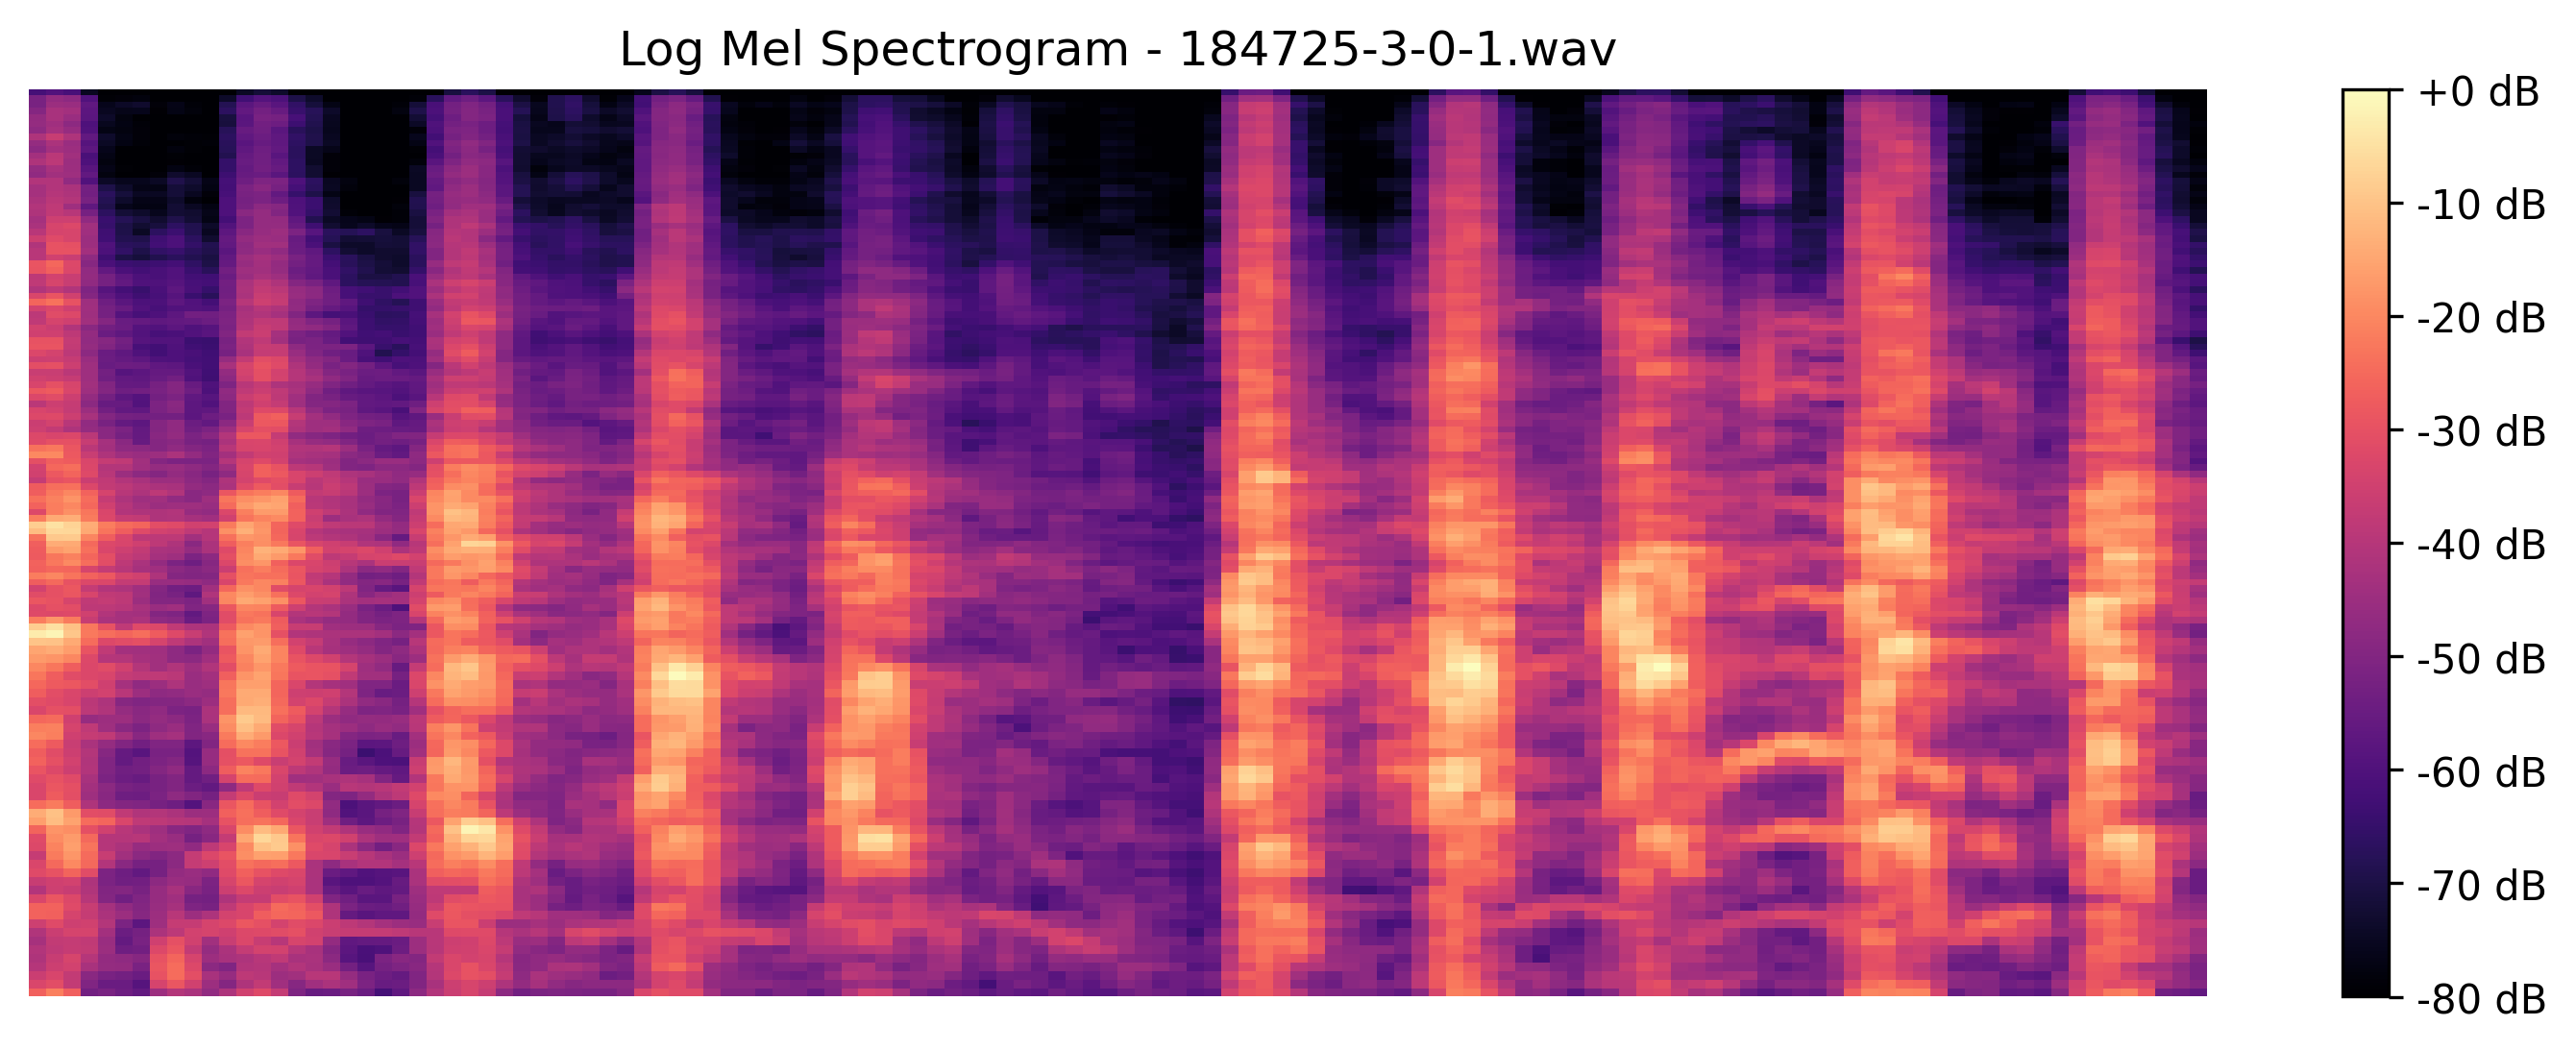 Log Mel Spectrogram - 184725-3-0-1.wav
+0 dB
-10 dB
-20 dB
-30 dB
-40 dB
-50 dB
-60 dB
-70 dB
-80 dB